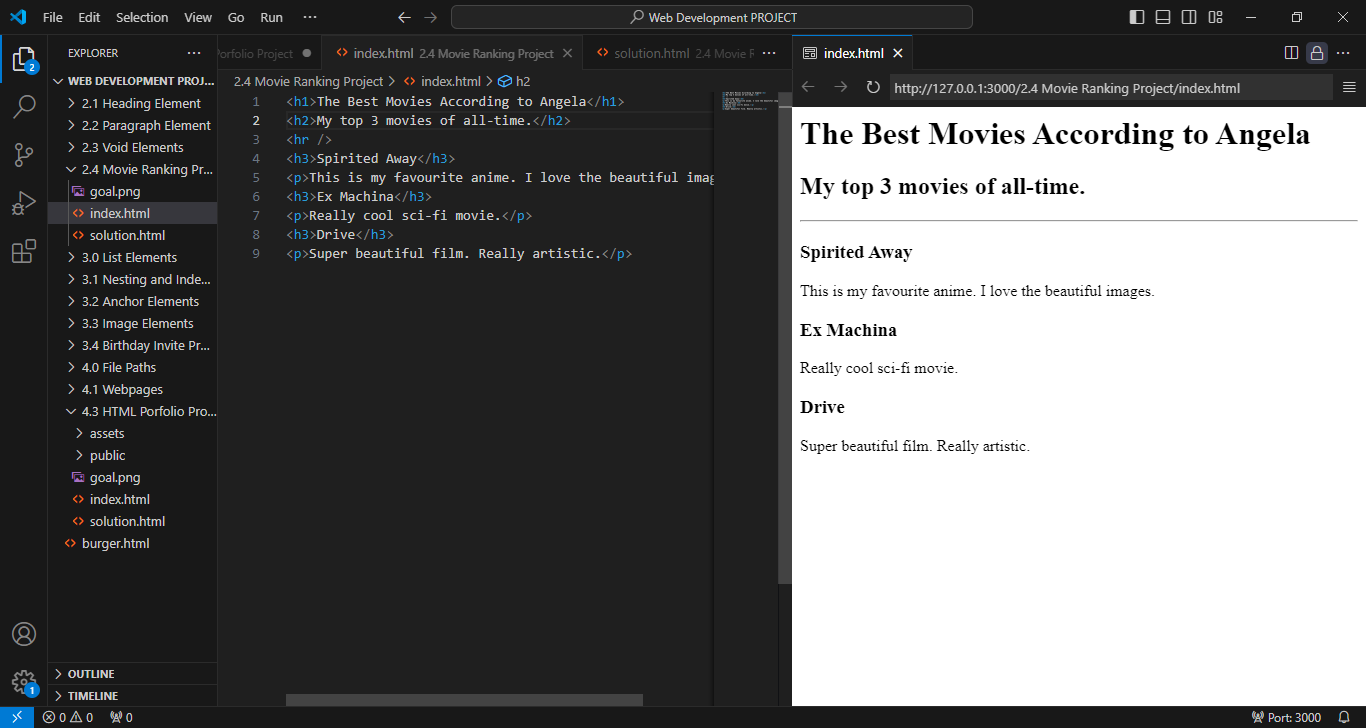 File Edit Selection View Go Run ···
Web Development PROJECT
EXPLORER ···
WEB DEVELOPMENT PROJ...
2.1 Heading Element
2.2 Paragraph Element
2.3 Void Elements
2.4 Movie Ranking Pr...
goal.png
index.html
solution.html
3.0 List Elements
3.1 Nesting and Inde...
3.2 Anchor Elements
3.3 Image Elements
3.4 Birthday Invite Pr...
4.0 File Paths
4.1 Webpages
4.3 HTML Porfolio Pro...
assets
public
goal.png
index.html
solution.html
burger.html
OUTLINE
TIMELINE
2
1
Porfolio Project index.html 2.4 Movie Ranking Project solution.html 2.4 Movie ···
2.4 Movie Ranking Project > index.html > h2
1 <h1>The Best Movies According to Angela</h1>
2 <h2>My top 3 movies of all-time.</h2>
3 <hr />
4 <h3>Spirited Away</h3>
5 <p>This is my favourite anime. I love the beautiful imag
6 <h3>Ex Machina</h3>
7 <p>Really cool sci-fi movie.</p>
8 <h3>Drive</h3>
9 <p>Super beautiful film. Really artistic.</p>
index.html ···
http://127.0.0.1:3000/2.4 Movie Ranking Project/index.html
The Best Movies According to Angela
My top 3 movies of all-time.
Spirited Away
This is my favourite anime. I love the beautiful images.
Ex Machina
Really cool sci-fi movie.
Drive
Super beautiful film. Really artistic.
0 0 0 Port: 3000